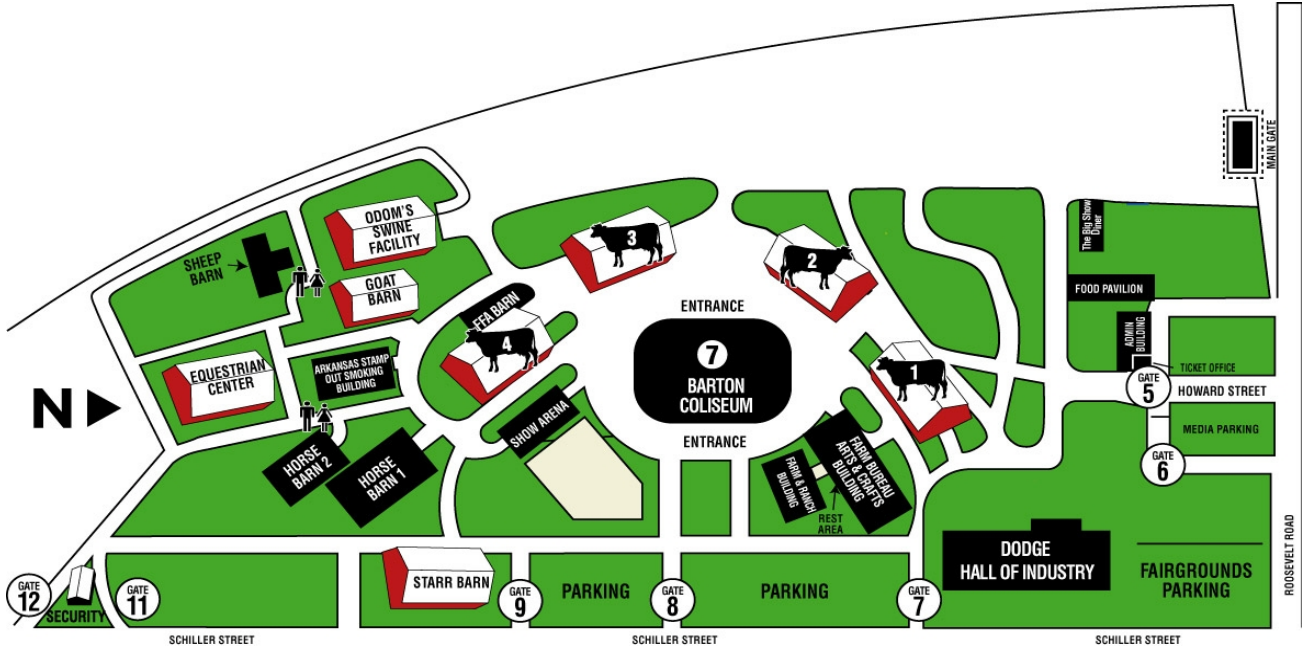 MAIN GATE
ODOM'S
SWINE
FACILITY
SHEEP
BARN
GOAT
BARN
The Big Show
Diner
3
2
FOOD PAVILION
FFA BARN
4
ENTRANCE
ADMIN
BUILDING
7
BARTON
COLISEUM
EQUESTRIAN
CENTER
ARKANSAS STAMP
OUT SMOKING
BUILDING
1
TICKET OFFICE
GATE
5
HOWARD STREET
N
SHOW ARENA
ENTRANCE
MEDIA PARKING
GATE
6
HORSE
BARN 2
HORSE
BARN 1
FARM & RANCH
BUILDING
FARM BUREAU
ARTS & CRAFTS
BUILDING
REST
AREA
DODGE
HALL OF INDUSTRY
FAIRGROUNDS
PARKING
ROOSEVELT ROAD
GATE
12
SECURITY
GATE
11
STARR BARN
GATE
9
PARKING
GATE
8
PARKING
GATE
7
SCHILLER STREET
SCHILLER STREET
SCHILLER STREET